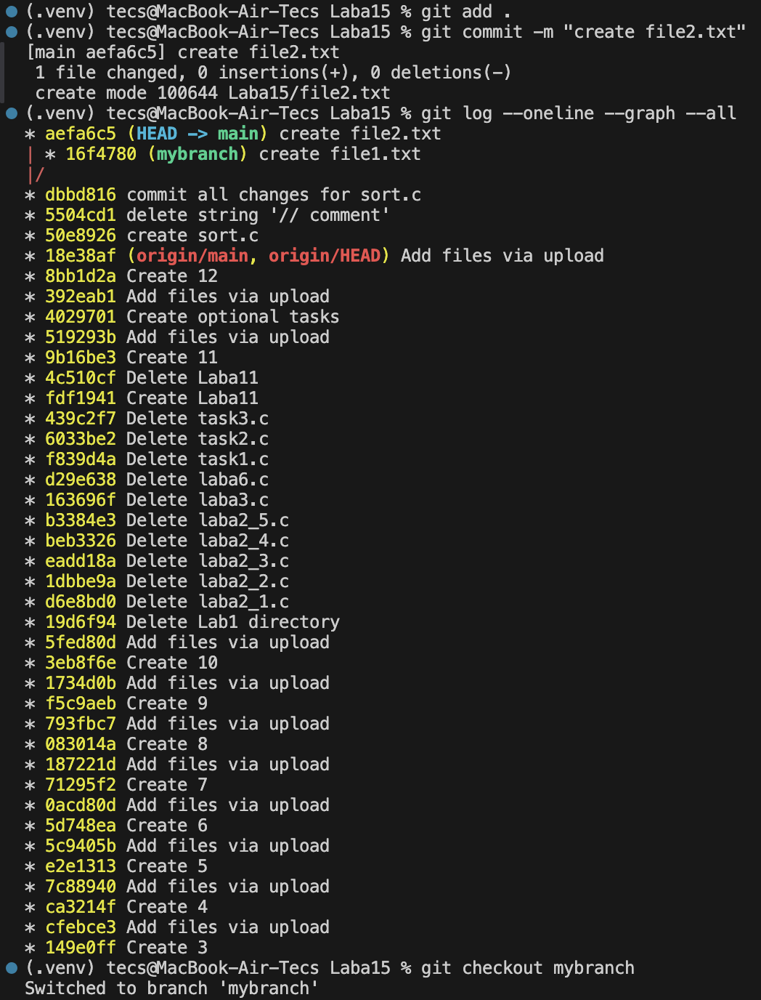 (.venv) tecs@MacBook-Air-Tecs Laba15 % git add .
(.venv) tecs@MacBook-Air-Tecs Laba15 % git commit -m "create file2.txt"
[main aefa6c5] create file2.txt
 1 file changed, 0 insertions(+), 0 deletions(-)
 create mode 100644 Laba15/file2.txt
(.venv) tecs@MacBook-Air-Tecs Laba15 % git log --oneline --graph --all
* aefa6c5 (HEAD -> main) create file2.txt
| * 16f4780 (mybranch) create file1.txt
|/
* dbbd816 commit all changes for sort.c
* 5504cd1 delete string '// comment'
* 50e8926 create sort.c
* 18e38af (origin/main, origin/HEAD) Add files via upload
* 8bb1d2a Create 12
* 392eab1 Add files via upload
* 4029701 Create optional tasks
* 519293b Add files via upload
* 9b16be3 Create 11
* 4c510cf Delete Laba11
* fdf1941 Create Laba11
* 439c2f7 Delete task3.c
* 6033be2 Delete task2.c
* f839d4a Delete task1.c
* d29e638 Delete laba6.c
* 163696f Delete laba3.c
* b3384e3 Delete laba2_5.c
* beb3326 Delete laba2_4.c
* eadd18a Delete laba2_3.c
* 1dbbe9a Delete laba2_2.c
* d6e8bd0 Delete laba2_1.c
* 19d6f94 Delete Lab1 directory
* 5fed80d Add files via upload
* 3eb8f6e Create 10
* 1734d0b Add files via upload
* f5c9aeb Create 9
* 793fbc7 Add files via upload
* 083014a Create 8
* 187221d Add files via upload
* 71295f2 Create 7
* 0acd80d Add files via upload
* 5d748ea Create 6
* 5c9405b Add files via upload
* e2e1313 Create 5
* 7c88940 Add files via upload
* ca3214f Create 4
* cfebce3 Add files via upload
* 149e0ff Create 3
(.venv) tecs@MacBook-Air-Tecs Laba15 % git checkout mybranch
Switched to branch 'mybranch'